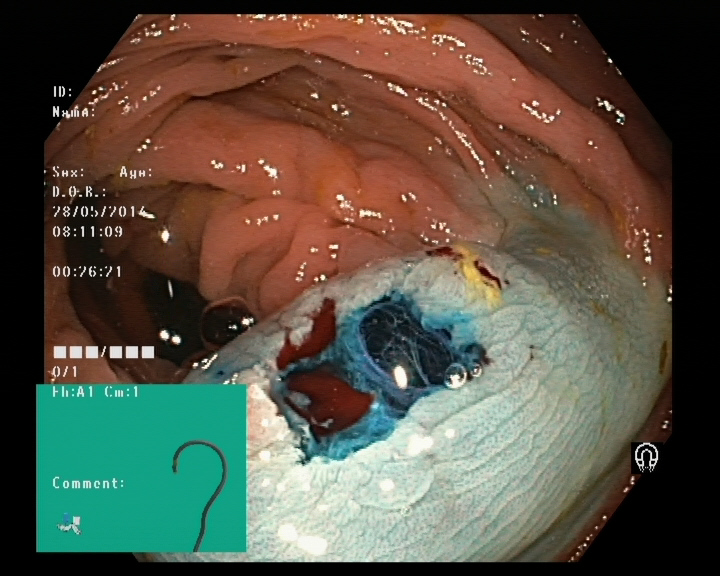 ID:
Name:
Sex: Age:
D.O.B.:
28/05/2014
08:11:09
00:26:21
■■■/■■■
0/1
Eh:A1 Cm:1
Comment: